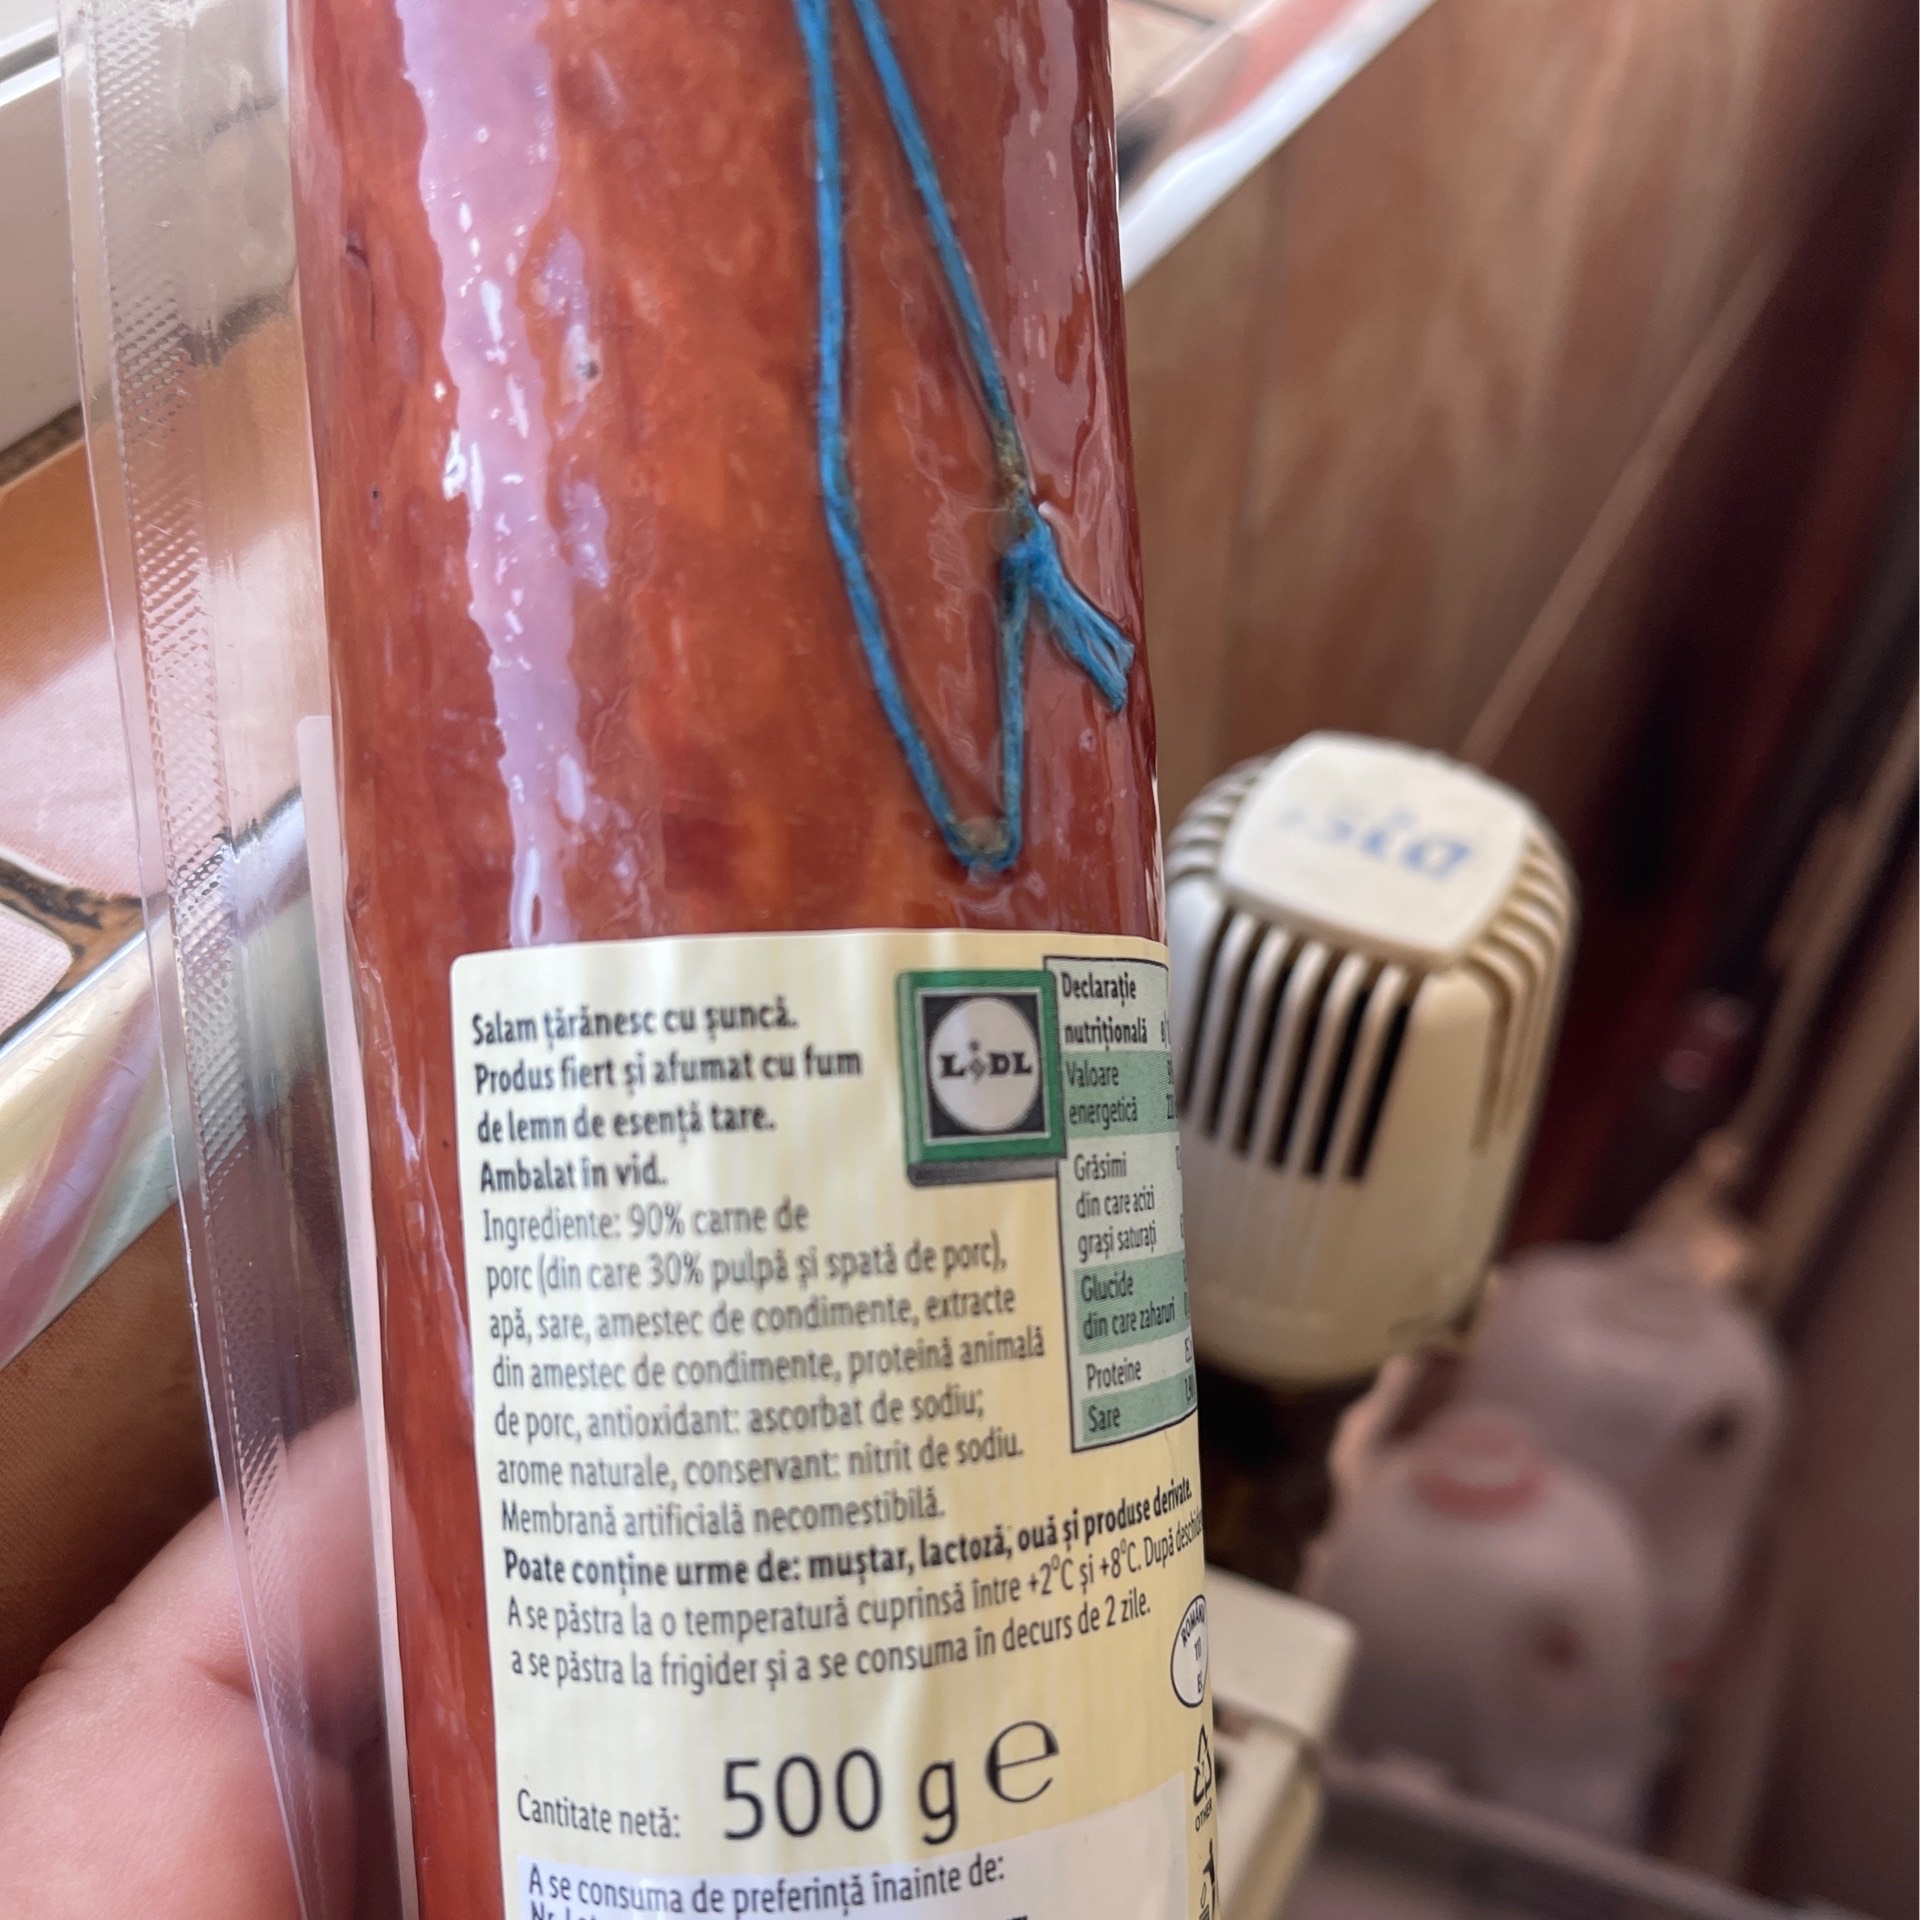 Salam țărănesc cu șuncă.
Produs fiert și afumat cu fum
de lemn de esență tare.
Ambalat în vid.
Ingrediente: 90% carne de
porc (din care 30% pulpă și spată de porc),
apă, sare, amestec de condimente, extracte
din amestec de condimente, proteină animală
de porc, antioxidant: ascorbat de sodiu;
arome naturale, conservant: nitrit de sodiu.
Membrană artificială necomestibilă.
Poate conține urme de: muștar, lactoză, ouă și produse derivate.
A se păstra la o temperatură cuprinsă între +2°C și +8°C. După
a se păstra la frigider și a se consuma în decurs de 2 zile.
LIDL
Declarație
nutrițională
Valoare
energetică
Grăsimi
din care acizi
grași saturați
Glucide
din care zaharuri
Proteine
Sare
Cantitate netă: 500 g e
OTHER
A se consuma de preferință înainte de: